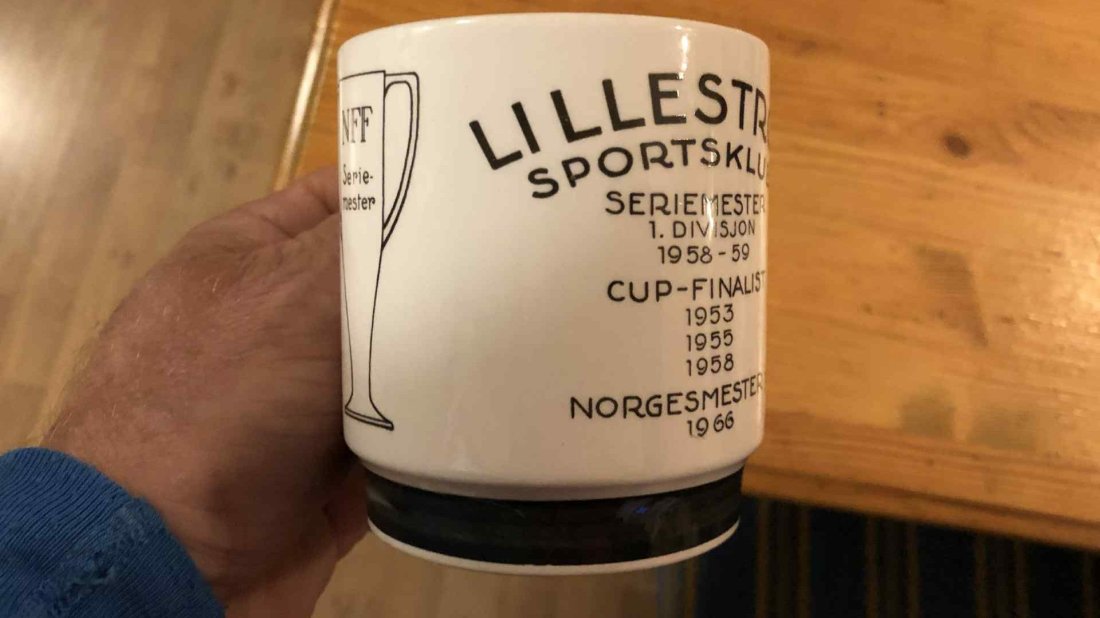 NFF
Serie-
mester
LILLESTR
SPORTSKLU
SERIEMESTER
1. DIVISJON
1958-59
CUP-FINALIST
1953
1955
1958
NORGESMESTER
1966